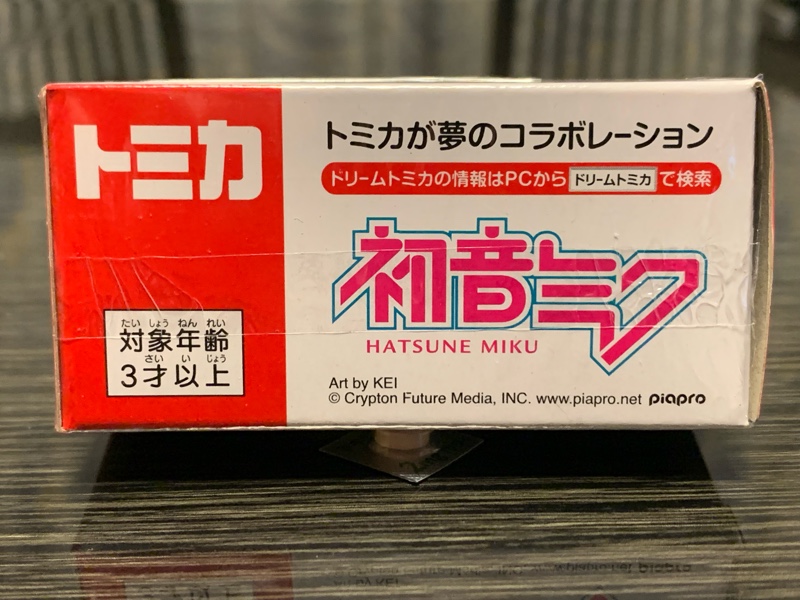 トミカ
トミカが夢のコラボレーション
ドリームトミカの情報はPCから ドリームトミカ で検索
初音ミク
HATSUNE MIKU
たい しょう ねん れい
対象年齢
さい い じょう
3才以上
Art by KEI
© Crypton Future Media, INC. www.piapro.net piapro